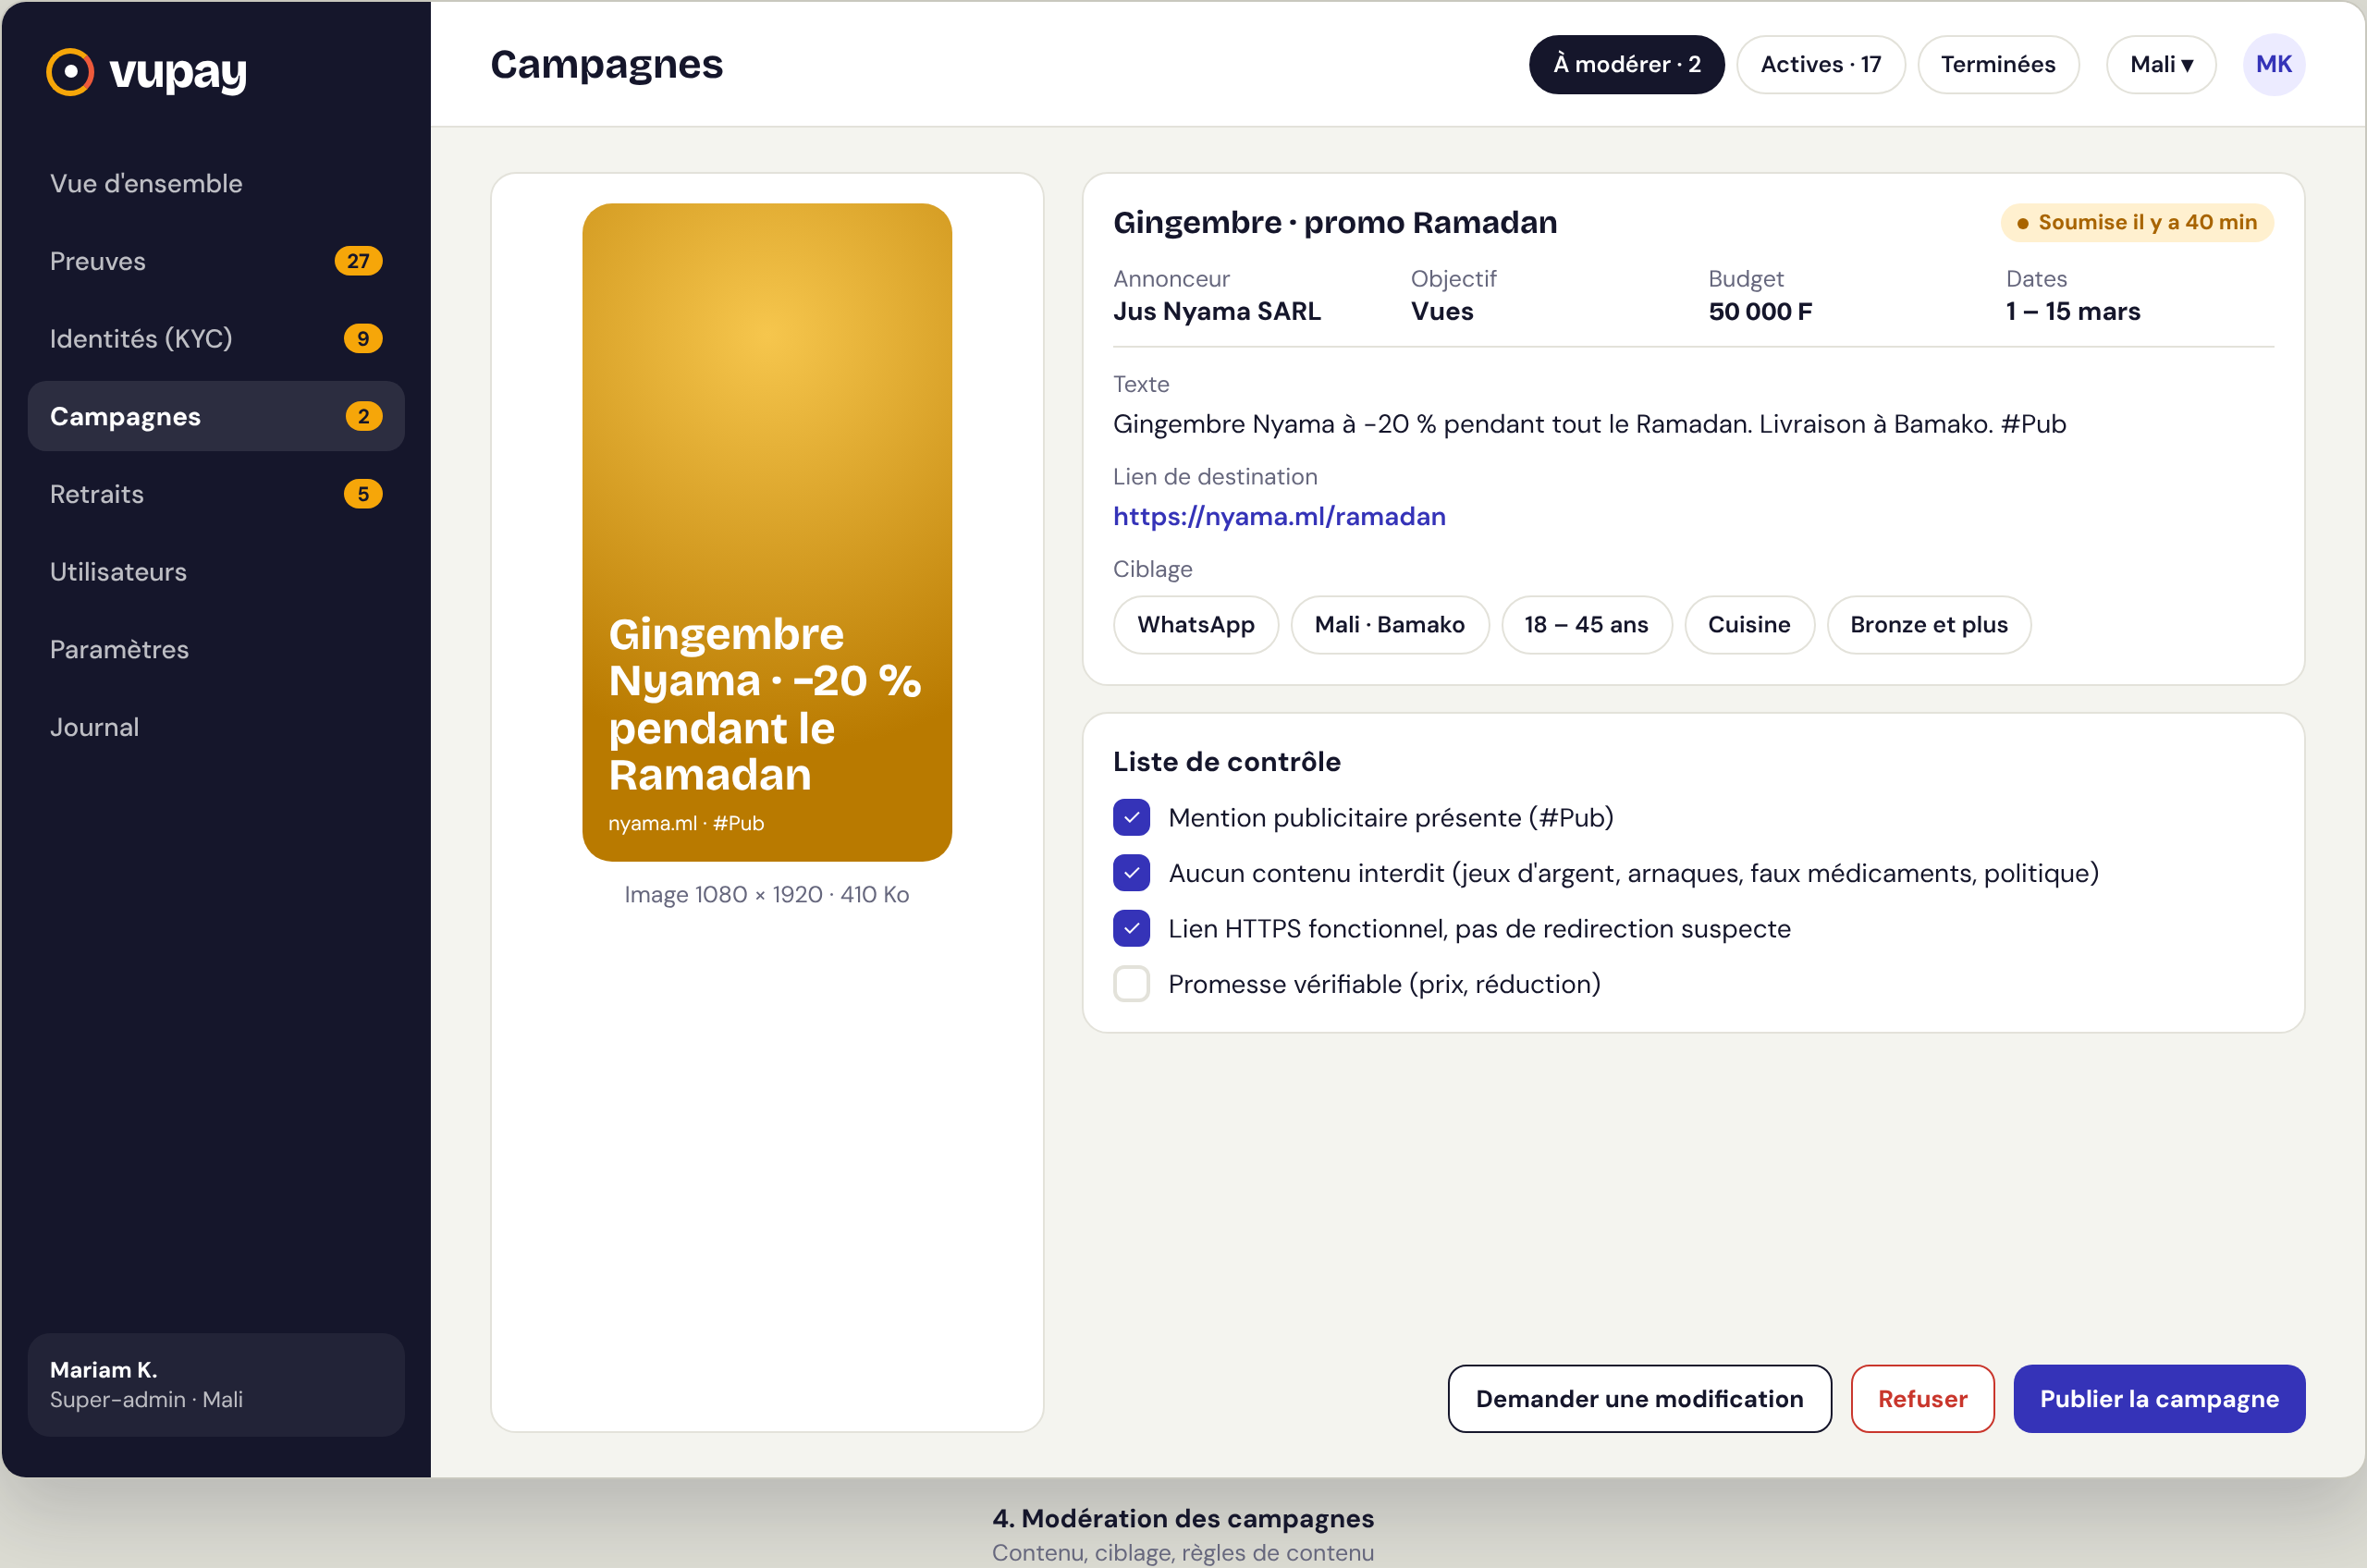 vupay
Vue d'ensemble
Preuves 27
Identités (KYC) 9
Campagnes 2
Retraits 5
Utilisateurs
Paramètres
Journal
Mariam K.
Super-admin · Mali
Campagnes
À modérer · 2
Actives · 17
Terminées
Mali ▾
MK
Gingembre
Nyama · -20 %
pendant le
Ramadan
nyama.ml · #Pub
Image 1080 × 1920 · 410 Ko
Gingembre · promo Ramadan
Soumise il y a 40 min
Annonceur
Jus Nyama SARL
Objectif
Vues
Budget
50 000 F
Dates
1 – 15 mars
Texte
Gingembre Nyama à -20 % pendant tout le Ramadan. Livraison à Bamako. #Pub
Lien de destination
https://nyama.ml/ramadan
Ciblage
WhatsApp
Mali · Bamako
18 – 45 ans
Cuisine
Bronze et plus
Liste de contrôle
Mention publicitaire présente (#Pub)
Aucun contenu interdit (jeux d'argent, arnaques, faux médicaments, politique)
Lien HTTPS fonctionnel, pas de redirection suspecte
Promesse vérifiable (prix, réduction)
Demander une modification
Refuser
Publier la campagne
4. Modération des campagnes
Contenu, ciblage, règles de contenu